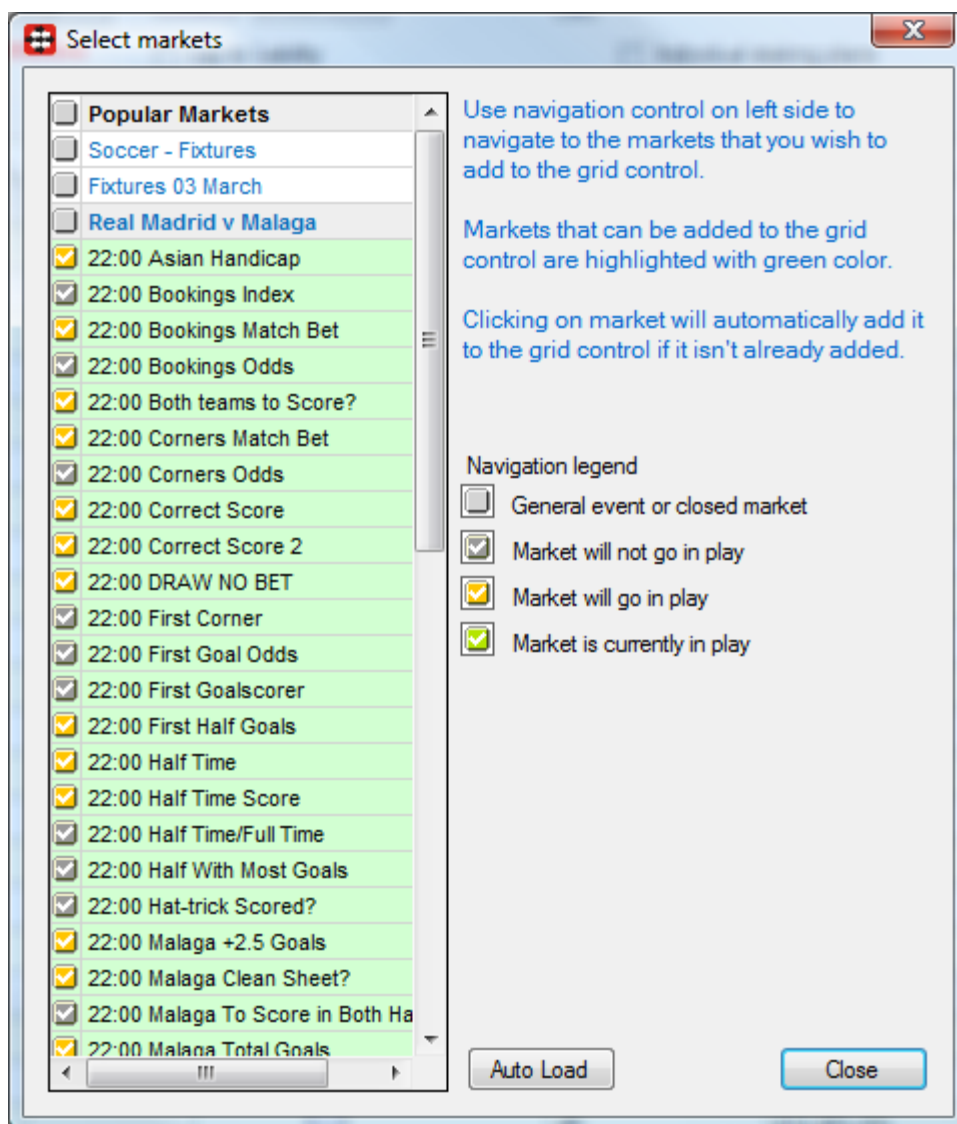 Select markets
Popular Markets
Soccer - Fixtures
Fixtures 03 March
Real Madrid v Malaga
22:00 Asian Handicap
22:00 Bookings Index
22:00 Bookings Match Bet
22:00 Bookings Odds
22:00 Both teams to Score?
22:00 Corners Match Bet
22:00 Corners Odds
22:00 Correct Score
22:00 Correct Score 2
22:00 DRAW NO BET
22:00 First Corner
22:00 First Goal Odds
22:00 First Goalscorer
22:00 First Half Goals
22:00 Half Time
22:00 Half Time Score
22:00 Half Time/Full Time
22:00 Half With Most Goals
22:00 Hat-trick Scored?
22:00 Malaga +2.5 Goals
22:00 Malaga Clean Sheet?
22:00 Malaga To Score in Both Ha
22:00 Malaga Total Goals
Use navigation control on left side to
navigate to the markets that you wish to
add to the grid control.
Markets that can be added to the grid
control are highlighted with green color.
Clicking on market will automatically add it
to the grid control if it isn't already added.
Navigation legend
General event or closed market
Market will not go in play
Market will go in play
Market is currently in play
Auto Load
Close